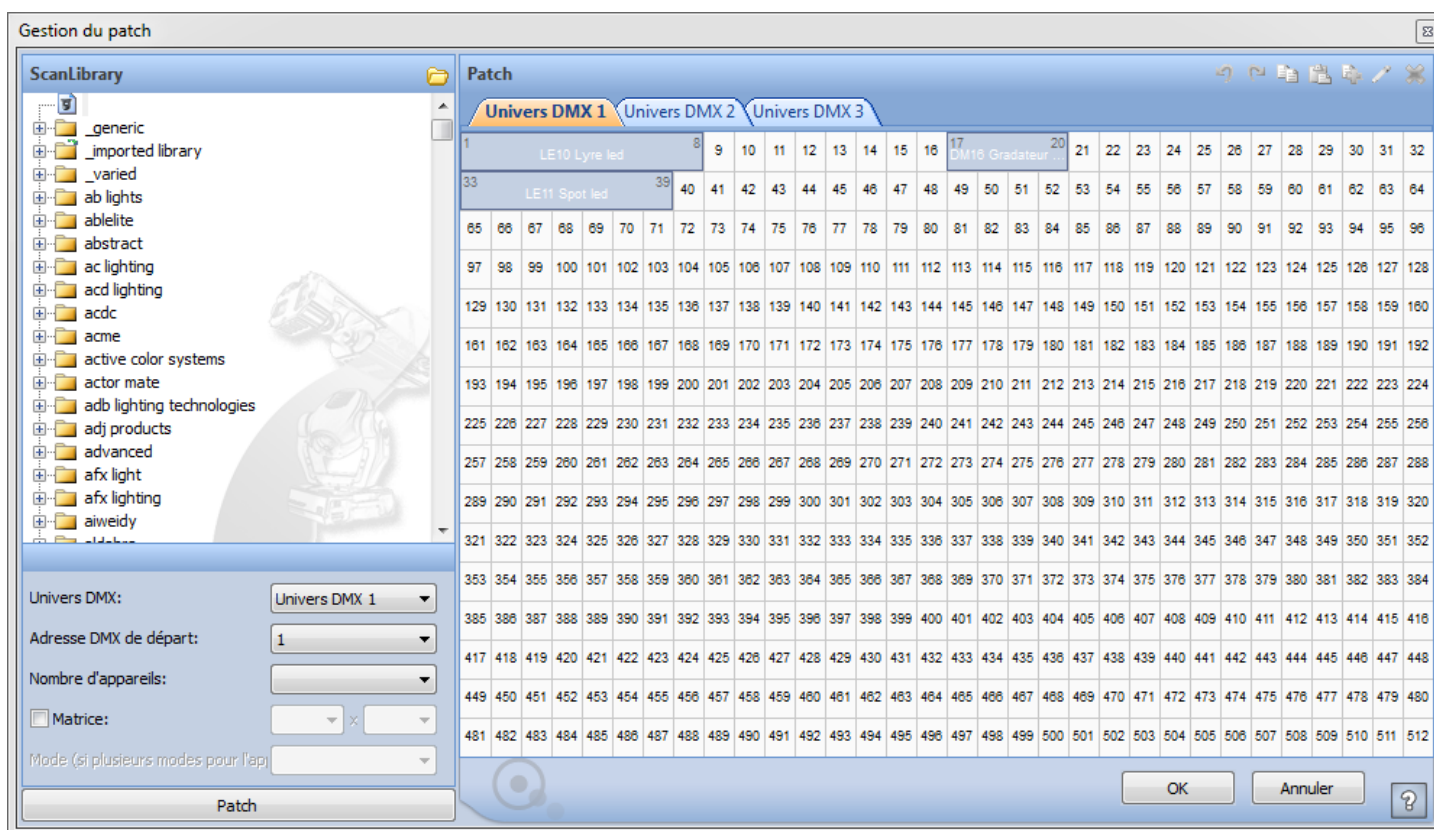 Gestion du patch
ScanLibrary
_generic
_imported library
_varied
ab lights
ablelite
abstract
ac lighting
acd lighting
acdc
acme
active color systems
actor mate
adb lighting technologies
adj products
advanced
afx light
afx lighting
aiweidy
Univers DMX: Univers DMX 1
Adresse DMX de départ: 1
Nombre d'appareils:
Matrice: x
Mode (si plusieurs modes pour l'ap
Patch
Patch
Univers DMX 1 Univers DMX 2 Univers DMX 3
1 LE10 Lyre led 8 9 10 11 12 13 14 15 16 17 DM16 Gradateur ... 20 21 22 23 24 25 26 27 28 29 30 31 32
33 LE11 Spot led 39 40 41 42 43 44 45 46 47 48 49 50 51 52 53 54 55 56 57 58 59 60 61 62 63 64
65 66 67 68 69 70 71 72 73 74 75 76 77 78 79 80 81 82 83 84 85 86 87 88 89 90 91 92 93 94 95 96
97 98 99 100 101 102 103 104 105 106 107 108 109 110 111 112 113 114 115 116 117 118 119 120 121 122 123 124 125 126 127 128
129 130 131 132 133 134 135 136 137 138 139 140 141 142 143 144 145 146 147 148 149 150 151 152 153 154 155 156 157 158 159 160
161 162 163 164 165 166 167 168 169 170 171 172 173 174 175 176 177 178 179 180 181 182 183 184 185 186 187 188 189 190 191 192
193 194 195 196 197 198 199 200 201 202 203 204 205 206 207 208 209 210 211 212 213 214 215 216 217 218 219 220 221 222 223 224
225 226 227 228 229 230 231 232 233 234 235 236 237 238 239 240 241 242 243 244 245 246 247 248 249 250 251 252 253 254 255 256
257 258 259 260 261 262 263 264 265 266 267 268 269 270 271 272 273 274 275 276 277 278 279 280 281 282 283 284 285 286 287 288
289 290 291 292 293 294 295 296 297 298 299 300 301 302 303 304 305 306 307 308 309 310 311 312 313 314 315 316 317 318 319 320
321 322 323 324 325 326 327 328 329 330 331 332 333 334 335 336 337 338 339 340 341 342 343 344 345 346 347 348 349 350 351 352
353 354 355 356 357 358 359 360 361 362 363 364 365 366 367 368 369 370 371 372 373 374 375 376 377 378 379 380 381 382 383 384
385 386 387 388 389 390 391 392 393 394 395 396 397 398 399 400 401 402 403 404 405 406 407 408 409 410 411 412 413 414 415 416
417 418 419 420 421 422 423 424 425 426 427 428 429 430 431 432 433 434 435 436 437 438 439 440 441 442 443 444 445 446 447 448
449 450 451 452 453 454 455 456 457 458 459 460 461 462 463 464 465 466 467 468 469 470 471 472 473 474 475 476 477 478 479 480
481 482 483 484 485 486 487 488 489 490 491 492 493 494 495 496 497 498 499 500 501 502 503 504 505 506 507 508 509 510 511 512
OK Annuler ?